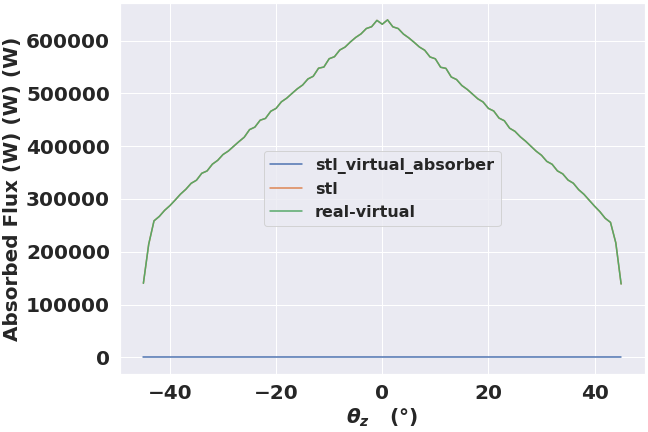 Absorbed Flux (W) (W) (W)
600000
500000
400000
300000
200000
100000
0
stl_virtual_absorber
stl
real-virtual
−40 −20 0 20 40
θz (°)